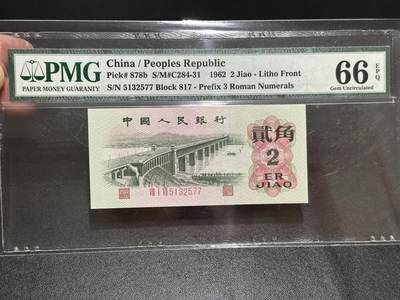 PMG
PAPER MONEY GUARANTY
China / Peoples Republic
Pick# 878b S/M#C284-31 1962 2 Jiao - Litho Front
S/N 5132577 Block 817 - Prefix 3 Roman Numerals
66 EPQ
Gem Uncirculated
中國人民銀行
貳角
2
ER
JIAO
ⅧⅠⅦ5132577